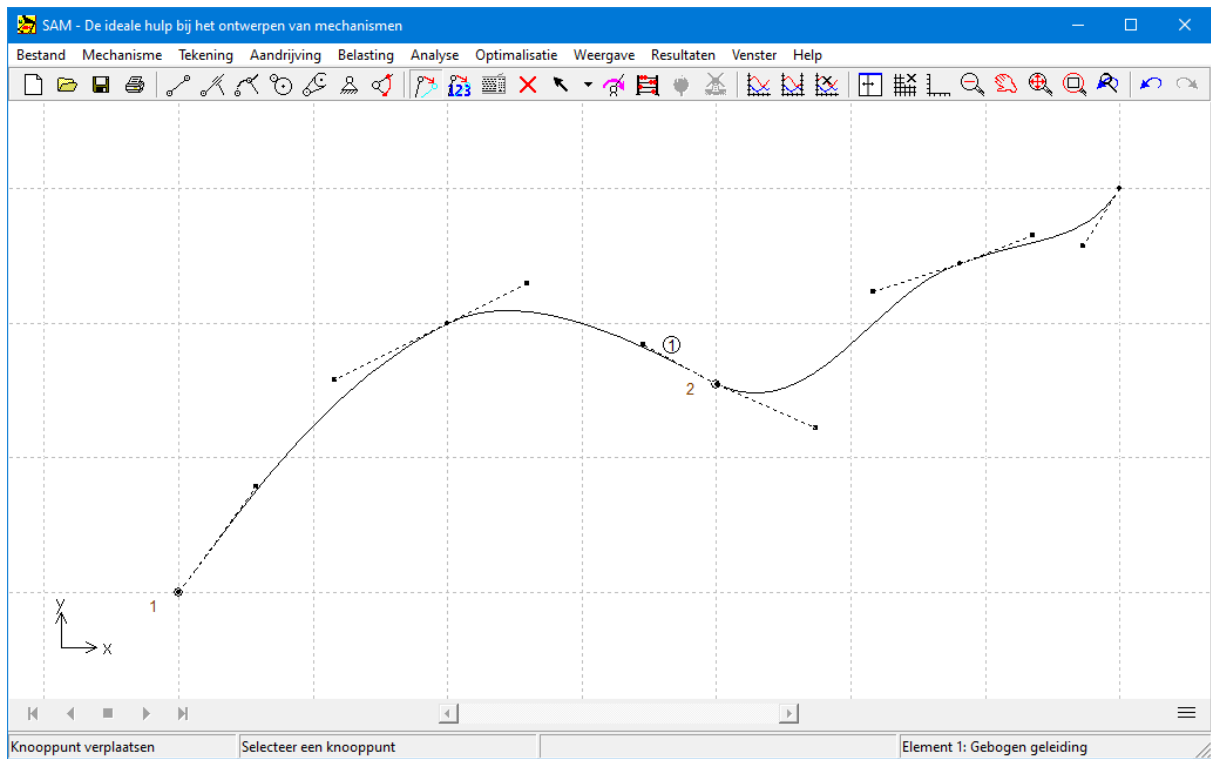 SAM - De ideale hulp bij het ontwerpen van mechanismen
Bestand Mechanisme Tekening Aandrijving Belasting Analyse Optimalisatie Weergave Resultaten Venster Help
123
1
2
1
y
x
Knooppunt verplaatsen Selecteer een knooppunt Element 1: Gebogen geleiding